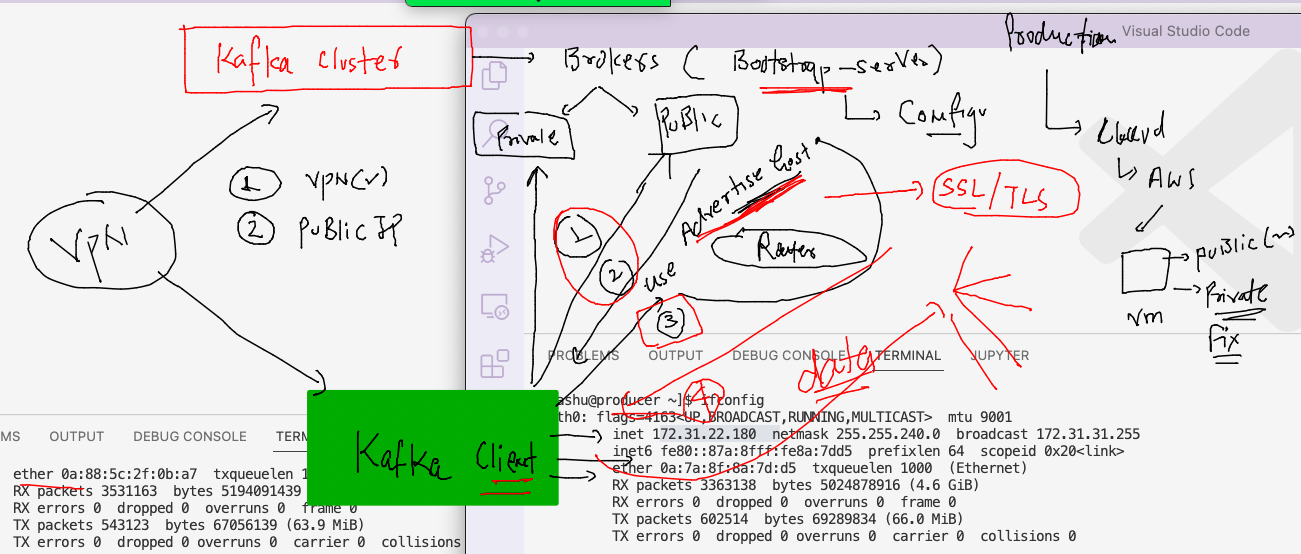 Kafka cluster
Brokers ( Bootstrap-server)
Production
Visual Studio Code
Private
PUBLIC
Config
Cloud
AWS
1 VPN(v)
2 PUBLIC IP
VPN
Advertise host
SSL/TLS
Router
1
2
use
3
PUBLIC(v)
Private
Fix
VM
4
data
PROBLEMS OUTPUT DEBUG CONSOLE TERMINAL JUPYTER
ashu@producer ~]$ ifconfig
th0: flags=4163<UP,BROADCAST,RUNNING,MULTICAST> mtu 9001
inet 172.31.22.180 netmask 255.255.240.0 broadcast 172.31.31.255
inet6 fe80::87a:8fff:fe8a:7dd5 prefixlen 64 scopeid 0x20<link>
ether 0a:7a:8f:8a:7d:d5 txqueuelen 1000 (Ethernet)
RX packets 3363138 bytes 5024878916 (4.6 GiB)
RX errors 0 dropped 0 overruns 0 frame 0
TX packets 602514 bytes 69289834 (66.0 MiB)
TX errors 0 dropped 0 overruns 0 carrier 0 collisions 0
MS OUTPUT DEBUG CONSOLE TERM
Kafka Client
ether 0a:88:5c:2f:0b:a7 txqueuelen 1
RX packets 3531163 bytes 5194091439
RX errors 0 dropped 0 overruns 0 frame 0
TX packets 543123 bytes 67056139 (63.9 MiB)
TX errors 0 dropped 0 overruns 0 carrier 0 collisions